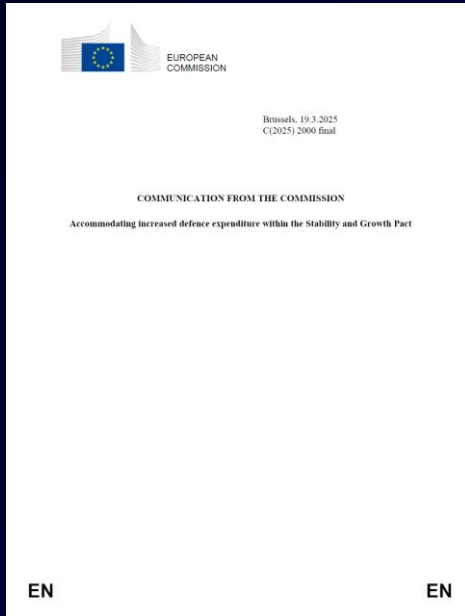 EUROPEAN
COMMISSION
Brussels, 19.3.2025
C(2025) 2000 final
COMMUNICATION FROM THE COMMISSION
Accommodating increased defence expenditure within the Stability and Growth Pact
EN EN